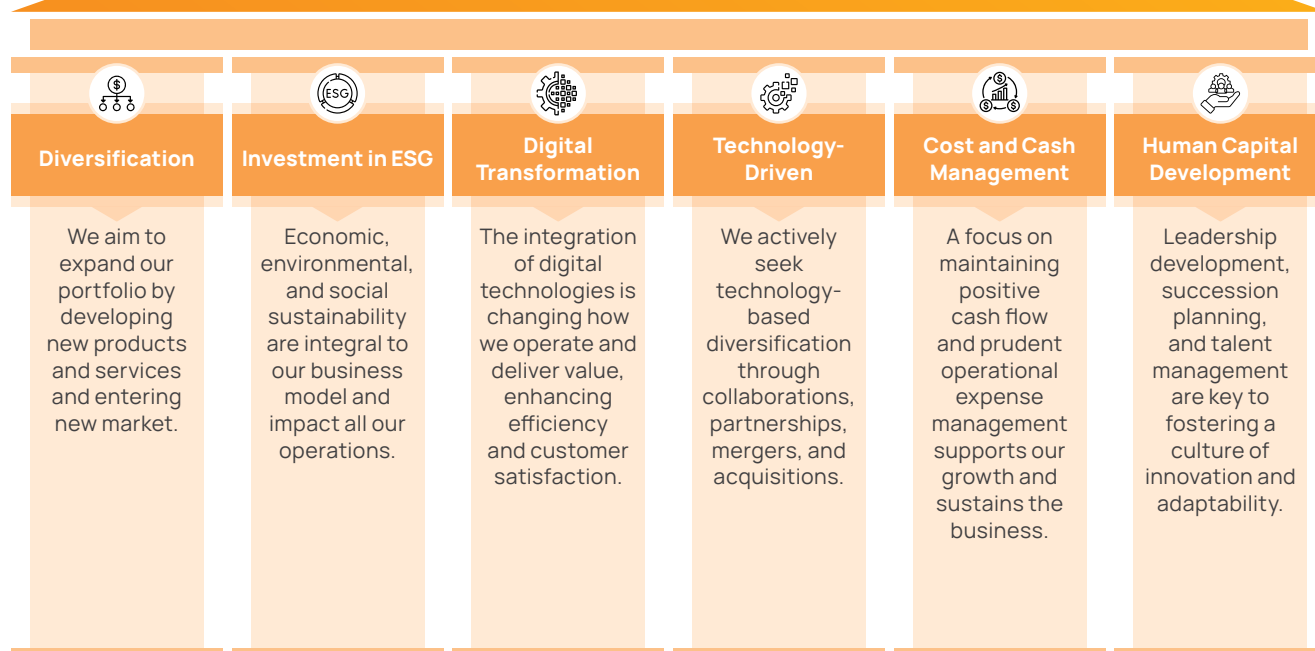 Diversification
We aim to
expand our
portfolio by
developing
new products
and services
and entering
new market.
ESG
Investment in ESG
Economic,
environmental,
and social
sustainability
are integral to
our business
model and
impact all our
operations.
Digital
Transformation
The integration
of digital
technologies is
changing how
we operate and
deliver value,
enhancing
efficiency
and customer
satisfaction.
Technology-
Driven
We actively
seek
technology-
based
diversification
through
collaborations,
partnerships,
mergers, and
acquisitions.
Cost and Cash
Management
A focus on
maintaining
positive
cash flow
and prudent
operational
expense
management
supports our
growth and
sustains the
business.
Human Capital
Development
Leadership
development,
succession
planning,
and talent
management
are key to
fostering a
culture of
innovation and
adaptability.